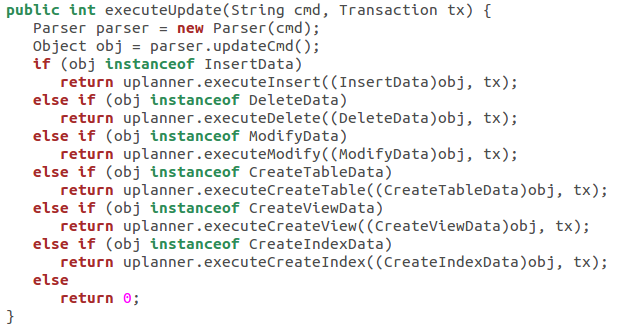 public int executeUpdate(String cmd, Transaction tx) {
   Parser parser = new Parser(cmd);
   Object obj = parser.updateCmd();
   if (obj instanceof InsertData)
      return uplanner.executeInsert((InsertData)obj, tx);
   else if (obj instanceof DeleteData)
      return uplanner.executeDelete((DeleteData)obj, tx);
   else if (obj instanceof ModifyData)
      return uplanner.executeModify((ModifyData)obj, tx);
   else if (obj instanceof CreateTableData)
      return uplanner.executeCreateTable((CreateTableData)obj, tx);
   else if (obj instanceof CreateViewData)
      return uplanner.executeCreateView((CreateViewData)obj, tx);
   else if (obj instanceof CreateIndexData)
      return uplanner.executeCreateIndex((CreateIndexData)obj, tx);
   else
      return 0;
}